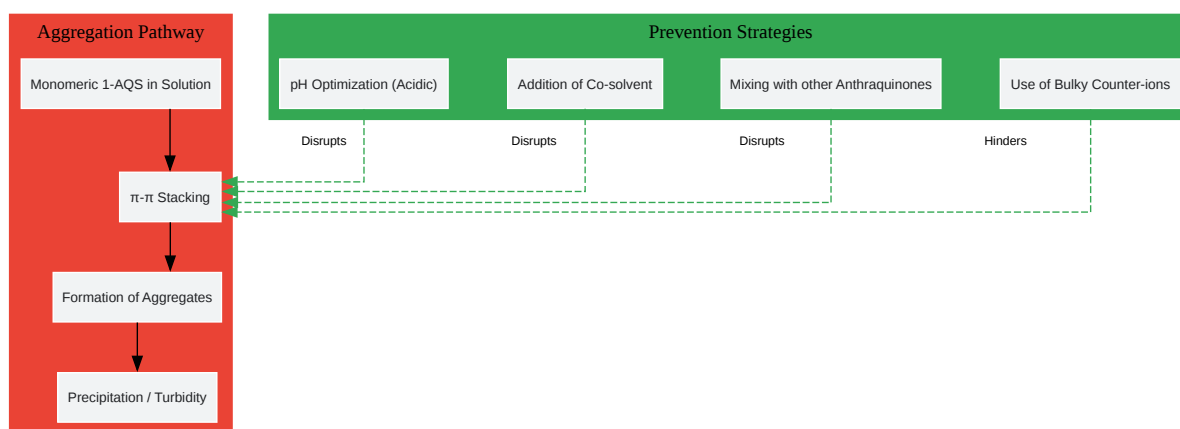 Aggregation Pathway
Monomeric 1-AQS in Solution
π-π Stacking
Formation of Aggregates
Precipitation / Turbidity
Prevention Strategies
pH Optimization (Acidic)
Addition of Co-solvent
Mixing with other Anthraquinones
Use of Bulky Counter-ions
Disrupts
Disrupts
Disrupts
Hinders